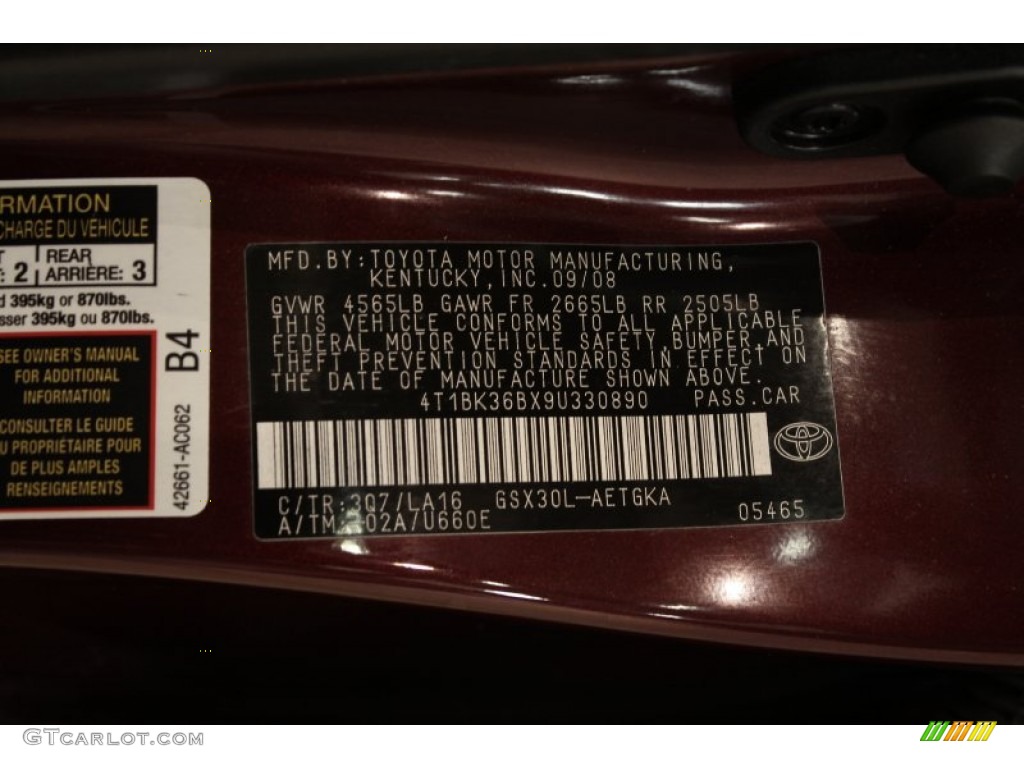 RMATION
CHARGE DU VÉHICULE
REAR
2 ARRIÈRE: 3
395kg or 870lbs.
sser 395kg ou 870lbs.
SEE OWNER'S MANUAL
FOR ADDITIONAL
INFORMATION
CONSULTER LE GUIDE
PROPRIÉTAIRE POUR
DE PLUS AMPLES
RENSEIGNEMENTS
B4
42661-AC062
MFD.BY:TOYOTA MOTOR MANUFACTURING,
KENTUCKY,INC.09/08
GVWR 4565LB GAWR FR 2665LB RR 2505LB
THIS VEHICLE CONFORMS TO ALL APPLICABLE
FEDERAL MOTOR VEHICLE SAFETY,BUMPER,AND
THEFT PREVENTION STANDARDS IN EFFECT ON
THE DATE OF MANUFACTURE SHOWN ABOVE.
4T1BK36BX9U330890 PASS.CAR
C/TR:3Q7/LA16 GSX30L-AETGKA
A/TM: 02A/U660E 05465
GTCARLOT.COM